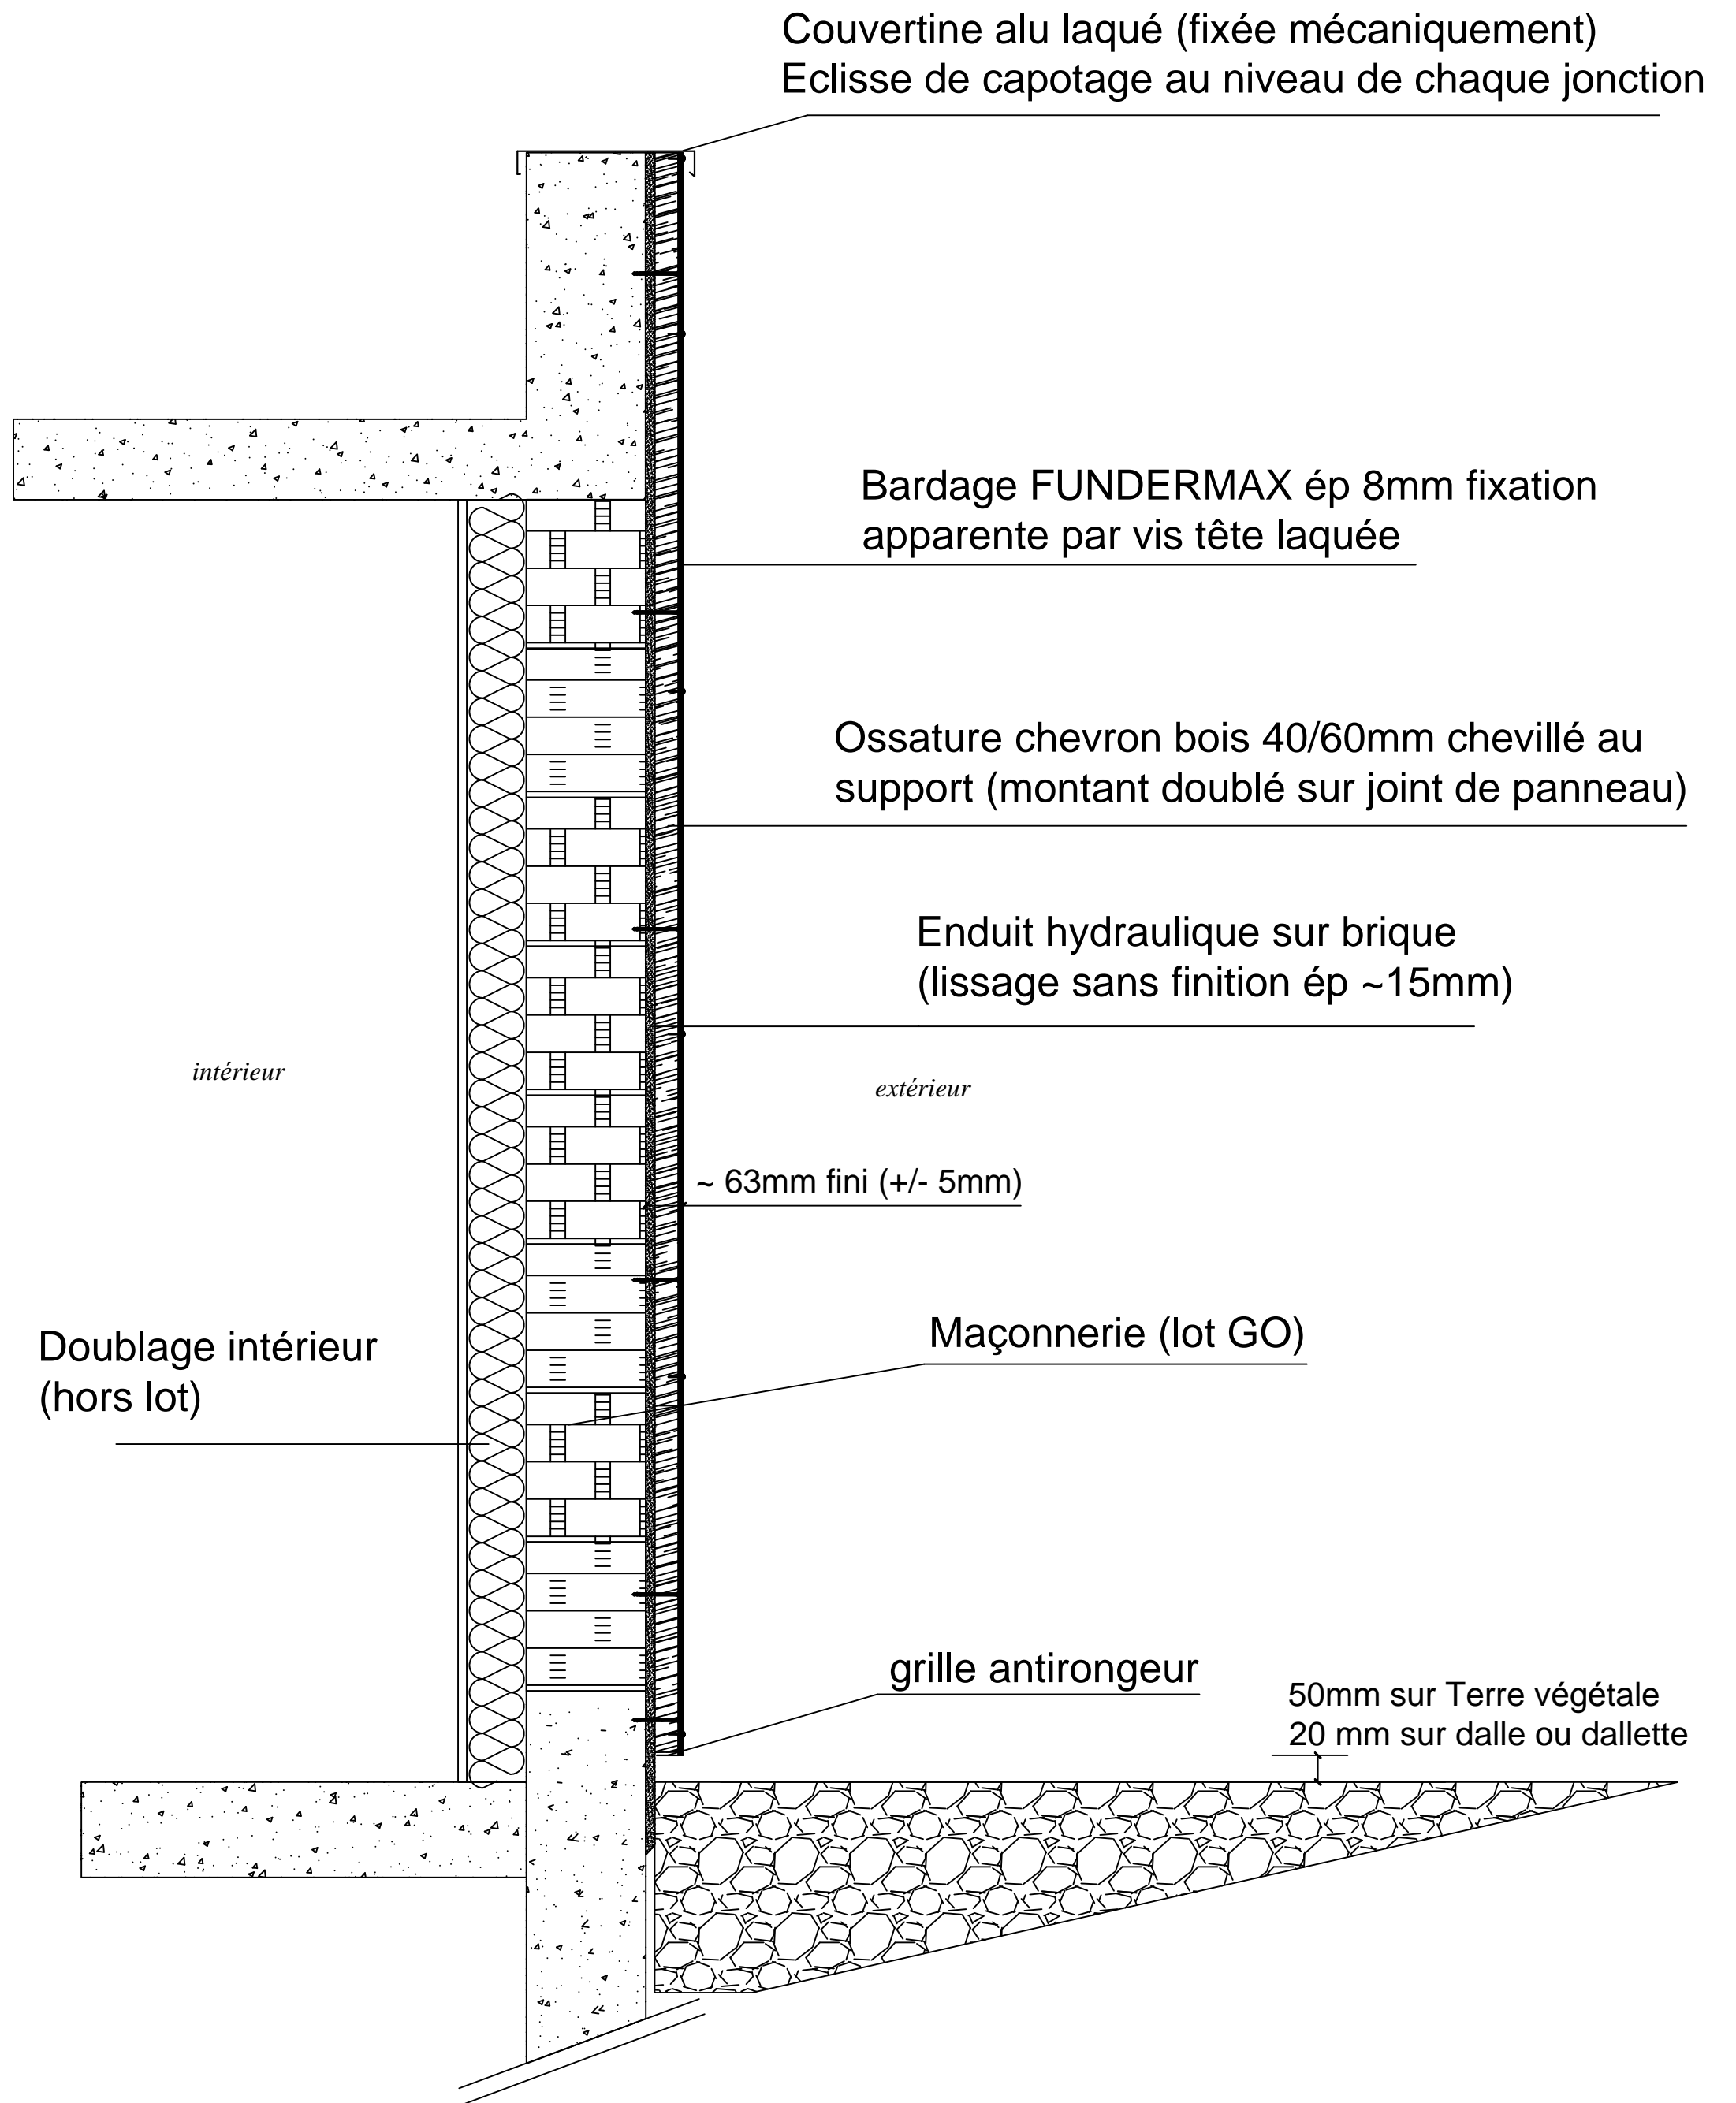 Couvertine alu laqué (fixée mécaniquement)
Eclisse de capotage au niveau de chaque jonction
Bardage FUNDERMAX ép 8mm fixation
apparente par vis tête laquée
Ossature chevron bois 40/60mm chevillé au
support (montant doublé sur joint de panneau)
Enduit hydraulique sur brique
(lissage sans finition ép ~15mm)
intérieur
extérieur
~ 63mm fini (+/- 5mm)
Maçonnerie (lot GO)
Doublage intérieur
(hors lot)
grille antirongeur
50mm sur Terre végétale
20 mm sur dalle ou dallette